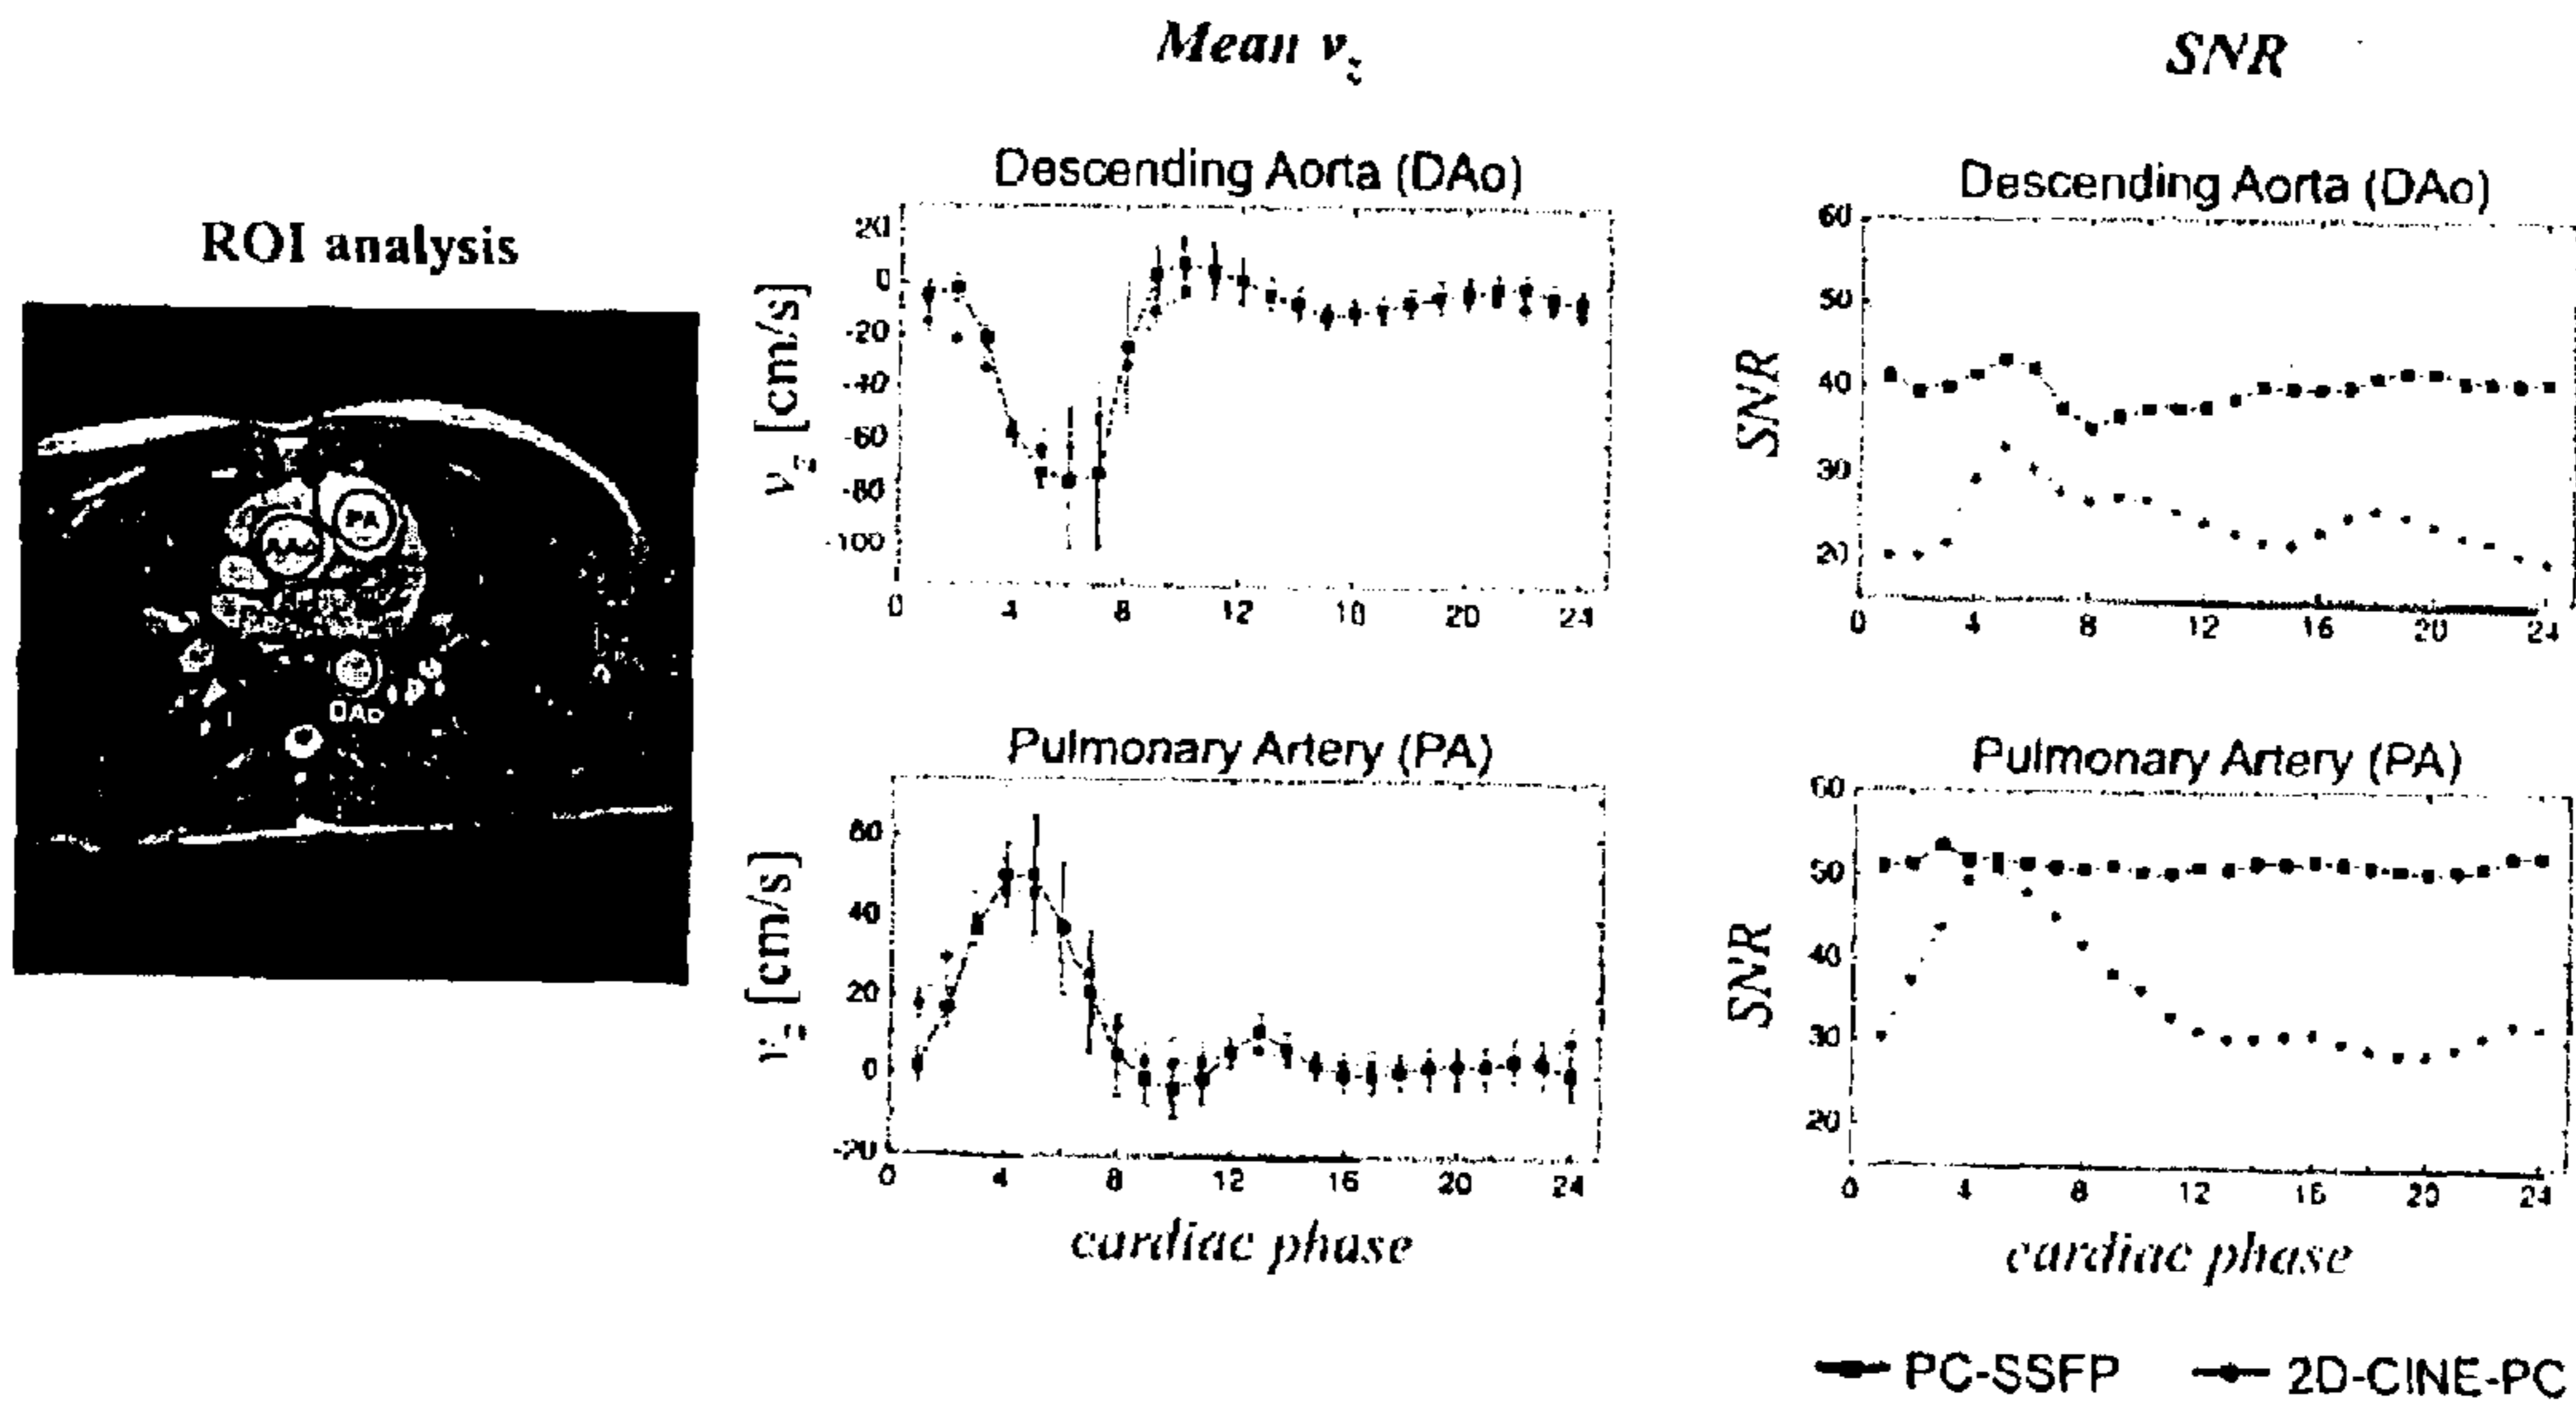 Mean v_z
SNR
ROI analysis
PA
DAo
Descending Aorta (DAo)
v_z [cm/s]
20
0
-20
-40
-60
-80
-100
0 4 8 12 16 20 24
Descending Aorta (DAo)
SNR
60
50
40
30
20
0 4 8 12 16 20 24
Pulmonary Artery (PA)
v_z [cm/s]
60
40
20
0
-20
0 4 8 12 16 20 24
cardiac phase
Pulmonary Artery (PA)
SNR
60
50
40
30
20
0 4 8 12 16 20 24
cardiac phase
PC-SSFP 2D-CINE-PC